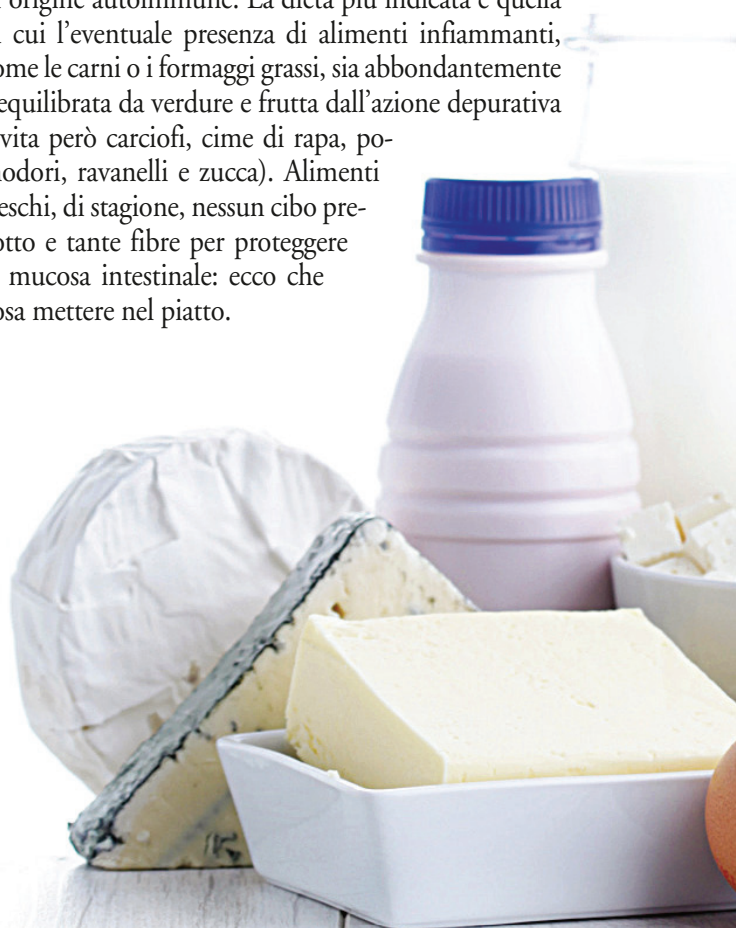 origine autoimmune. La dieta più indicata è quella
cui l’eventuale presenza di alimenti infiammanti,
ome le carni o i formaggi grassi, sia abbondantemente
equilibrata da verdure e frutta dall’azione depurativa
vita però carciofi, cime di rapa, po-
odori, ravanelli e zucca). Alimenti
eschi, di stagione, nessun cibo pre-
otto e tante fibre per proteggere
mucosa intestinale: ecco che
osa mettere nel piatto.